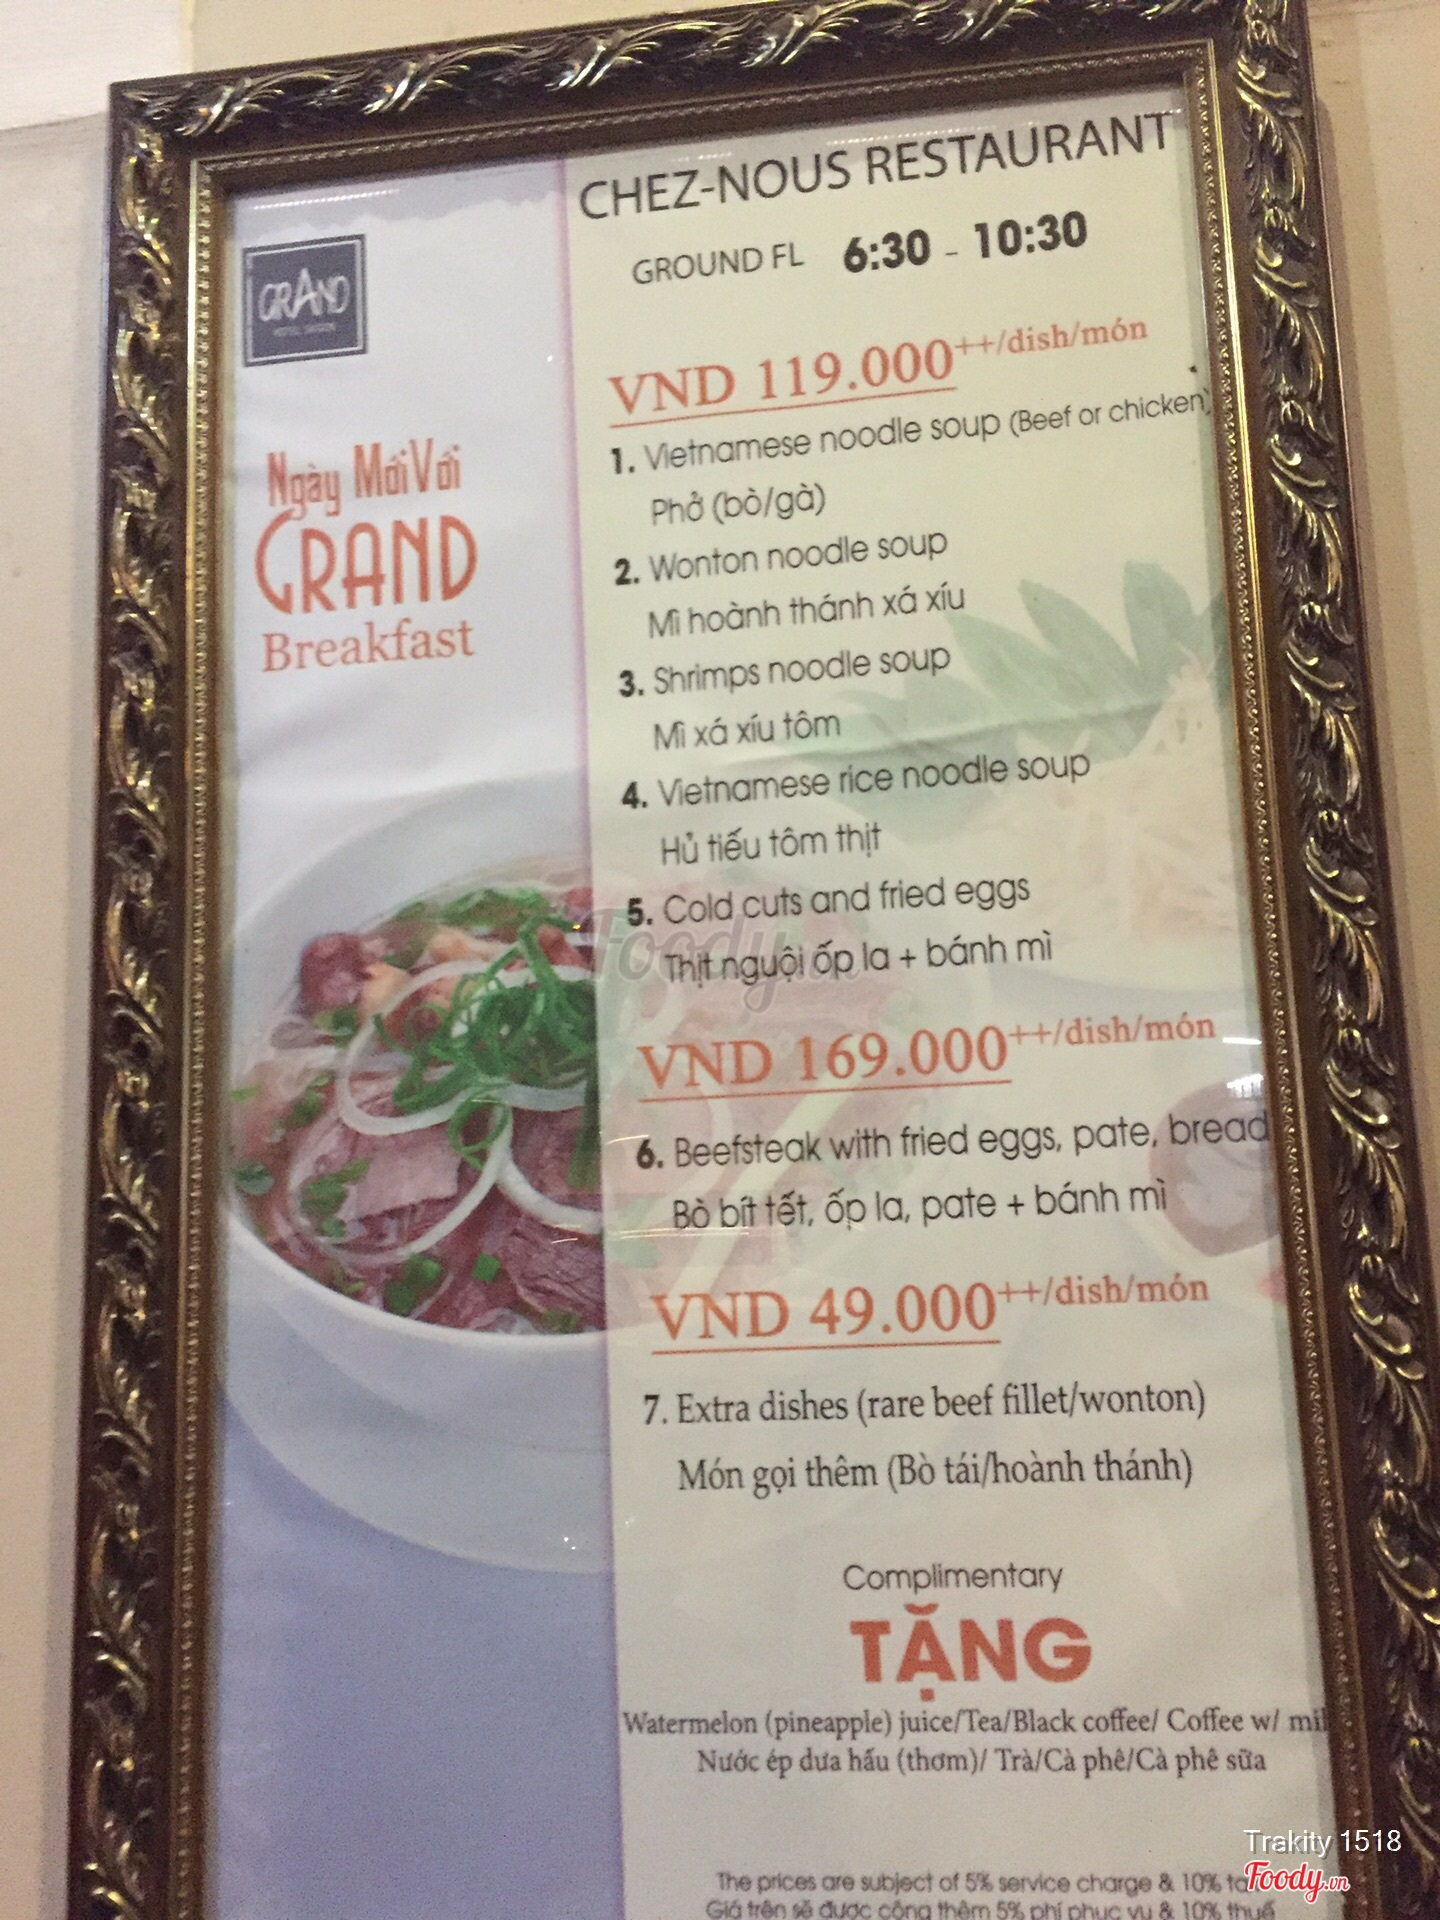 CHEZ-NOUS RESTAURANT
GROUND FL 6:30 - 10:30
GRAND
HOTEL SAIGON
Ngày Mới Với
GRAND
Breakfast
VND 119.000++/dish/món
1. Vietnamese noodle soup (Beef or chicken)
Phở (bò/gà)
2. Wonton noodle soup
Mì hoành thánh xá xíu
3. Shrimps noodle soup
Mì xá xíu tôm
4. Vietnamese rice noodle soup
Hủ tiếu tôm thịt
5. Cold cuts and fried eggs
Thịt nguội ốp la + bánh mì
Foody.vn
VND 169.000++/dish/món
6. Beefsteak with fried eggs, pate, bread
Bò bít tết, ốp la, pate + bánh mì
VND 49.000++/dish/món
7. Extra dishes (rare beef fillet/wonton)
Món gọi thêm (Bò tái/hoành thánh)
Complimentary
TẶNG
Watermelon (pineapple) juice/Tea/Black coffee/ Coffee w/ mil
Nước ép dưa hấu (thơm)/ Trà/Cà phê/Cà phê sữa
Trakity 1518
Foody.vn
The prices are subject of 5% service charge & 10%
Giá trên sẽ được cộng thêm 5% phí phục vụ & 10% thuế